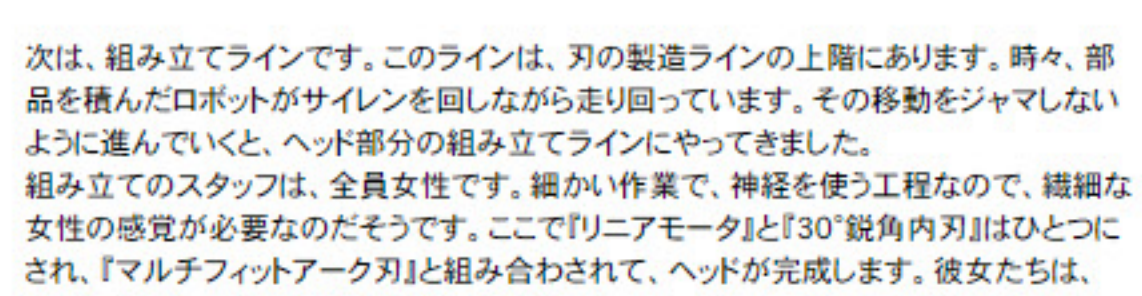 次は、組み立てラインです。このラインは、刃の製造ラインの上階にあります。時々、部
品を積んだロボットがサイレンを回しながら走り回っています。その移動をジャマしない
ように進んでいくと、ヘッド部分の組み立てラインにやってきました。
組み立てのスタッフは、全員女性です。細かい作業で、神経を使う工程なので、繊細な
女性の感覚が必要なのだそうです。ここで『リニアモータ』と『30°鋭角内刃』はひとつに
され、『マルチフィットアーク刃』と組み合わされて、ヘッドが完成します。彼女たちは、